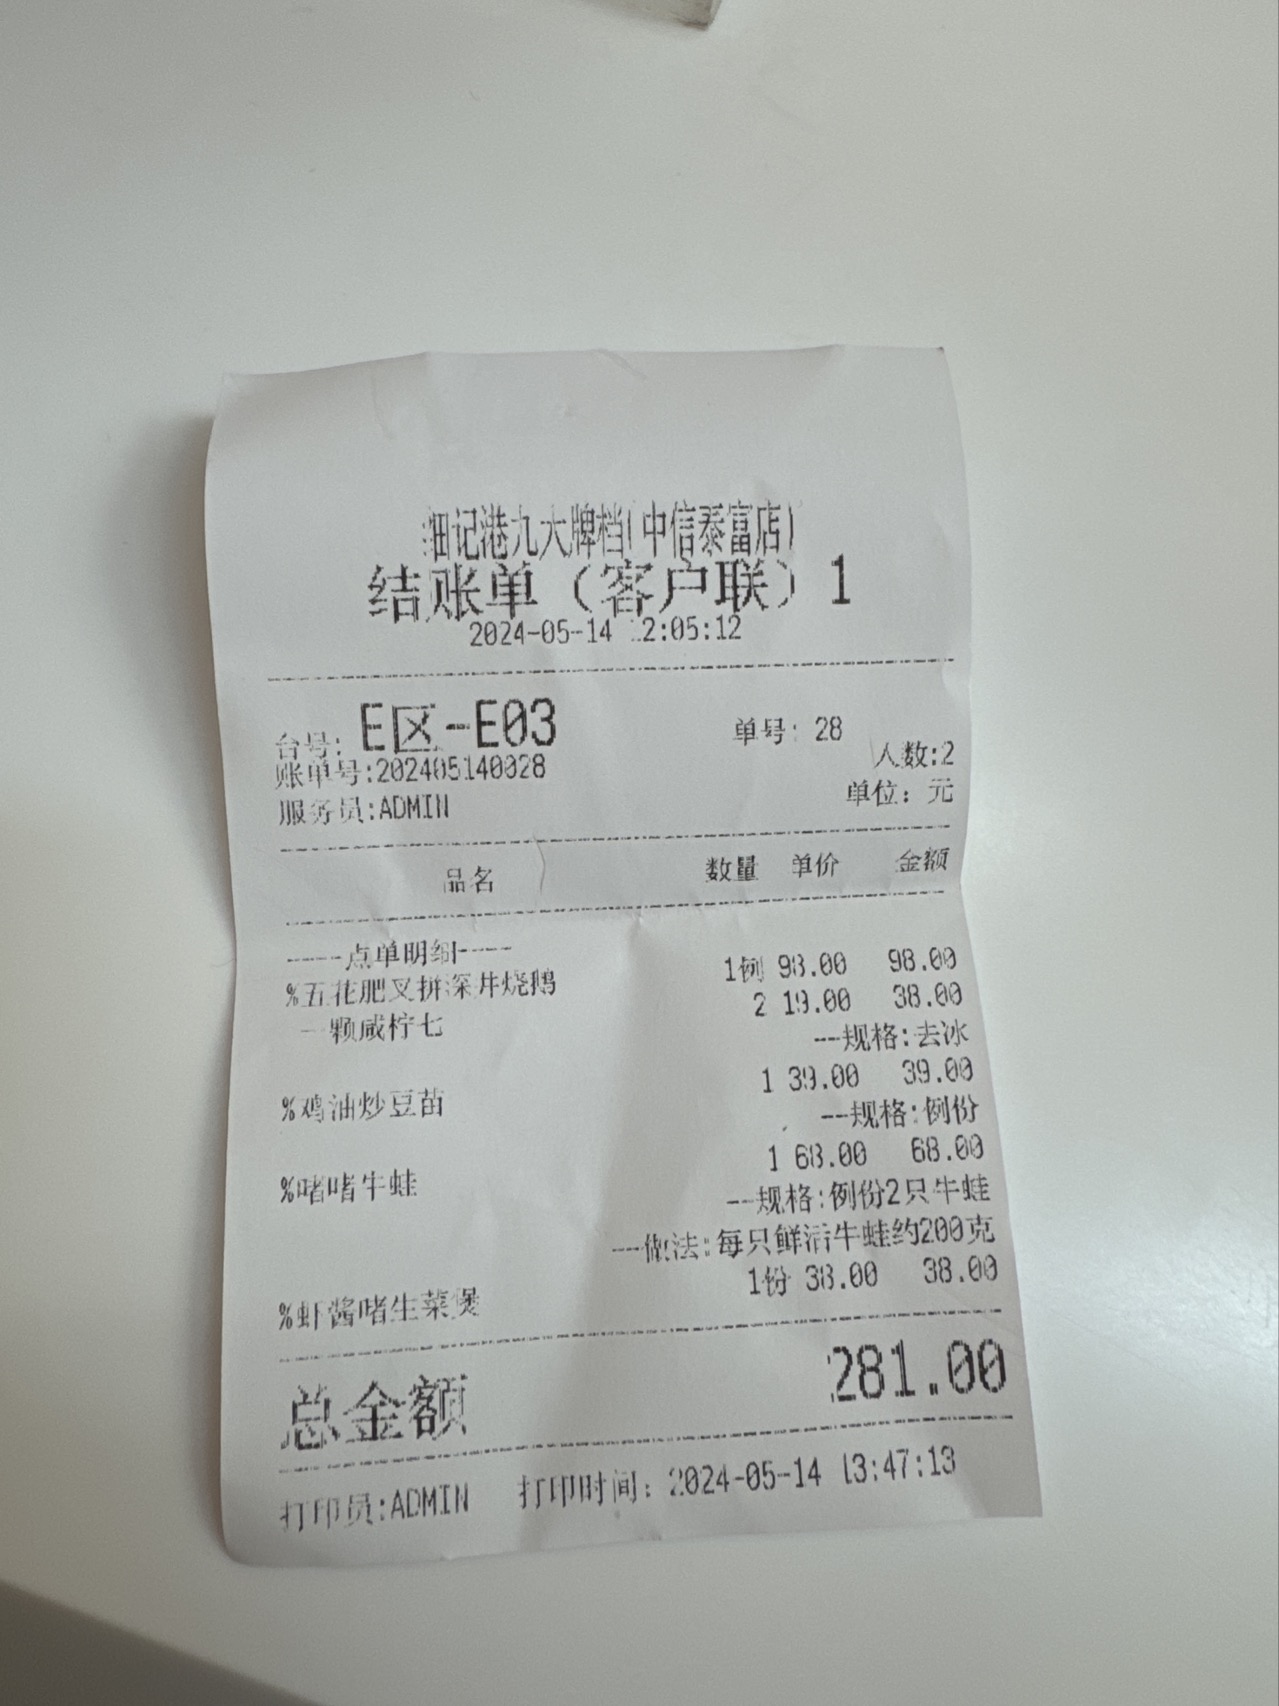 细记港九大牌档(中信泰富店)
结账单（客户联）1
2024-05-14 12:05:12
台号: E区-E03 单号: 28
账单号:202405140028 人数:2
服务员:ADMIN 单位: 元
品名 数量 单价 金额
----点单明细----
%五花肥叉拼深井烧鹅 1例 98.00 98.00
一颗咸柠七 2 19.00 38.00
--规格:去冰
%鸡油炒豆苗 1 39.00 39.00
--规格:例份
%啫啫牛蛙 1 68.00 68.00
--规格:例份2只牛蛙
--做法:每只鲜活牛蛙约200克
%虾酱啫生菜煲 1份 38.00 38.00
总金额 281.00
打印员:ADMIN 打印时间: 2024-05-14 13:47:13